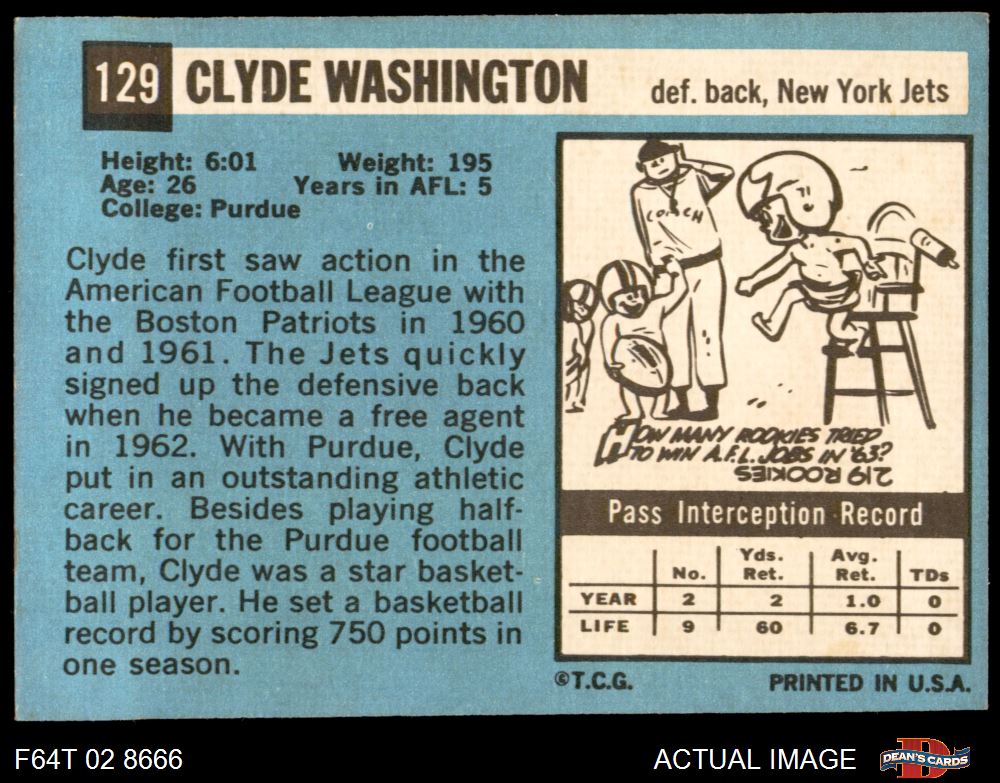 129 CLYDE WASHINGTON def. back, New York Jets
Height: 6:01 Weight: 195
Age: 26 Years in AFL: 5
College: Purdue
Clyde first saw action in the
American Football League with
the Boston Patriots in 1960
and 1961. The Jets quickly
signed up the defensive back
when he became a free agent
in 1962. With Purdue, Clyde
put in an outstanding athletic
career. Besides playing half-
back for the Purdue football
team, Clyde was a star basket-
ball player. He set a basketball
record by scoring 750 points in
one season.
COACH
HOW MANY ROOKIES TRIED
TO WIN A.F.L. JOBS IN '63?
219 ROOKIES
Pass Interception Record
No. Yds. Ret. Avg. Ret. TDs
YEAR 2 2 1.0 0
LIFE 9 60 6.7 0
©T.C.G. PRINTED IN U.S.A.
F64T 02 8666 ACTUAL IMAGE DEAN'S CARDS